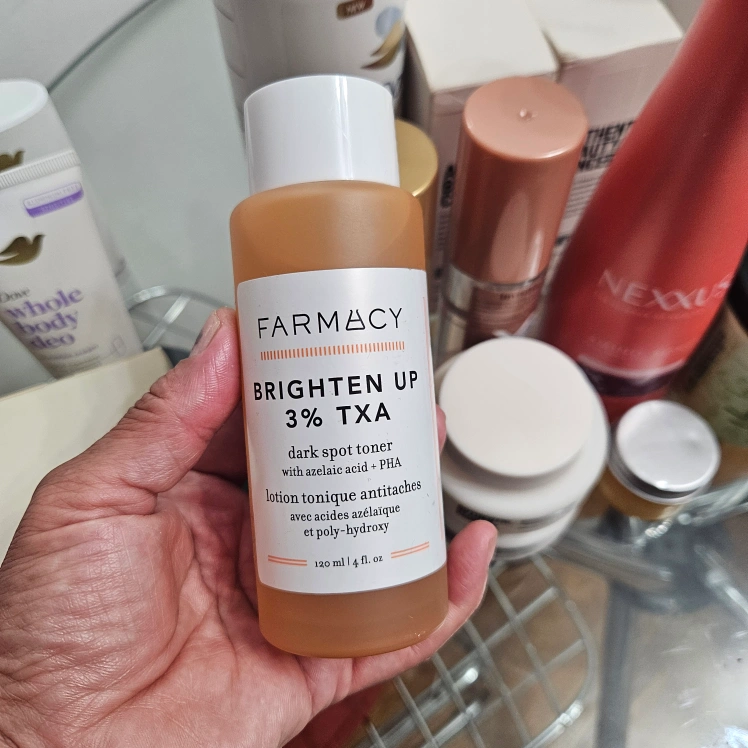 FARMACY
BRIGHTEN UP
3% TXA
dark spot toner
with azelaic acid + PHA
lotion tonique antitaches
avec acides azélaïque
et poly-hydroxy
120 ml | 4 fl. oz
Dove
whole
body
deo
NEXXUS
NEW